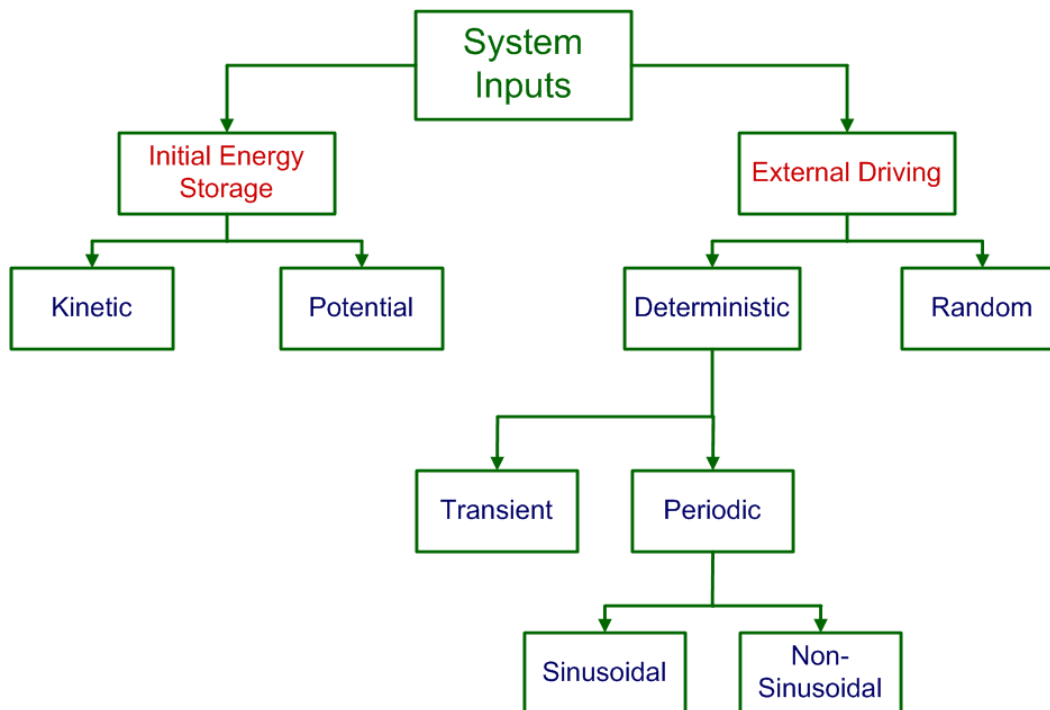 System
Inputs
Initial Energy
Storage
External Driving
Kinetic
Potential
Deterministic
Random
Transient
Periodic
Sinusoidal
Non-
Sinusoidal